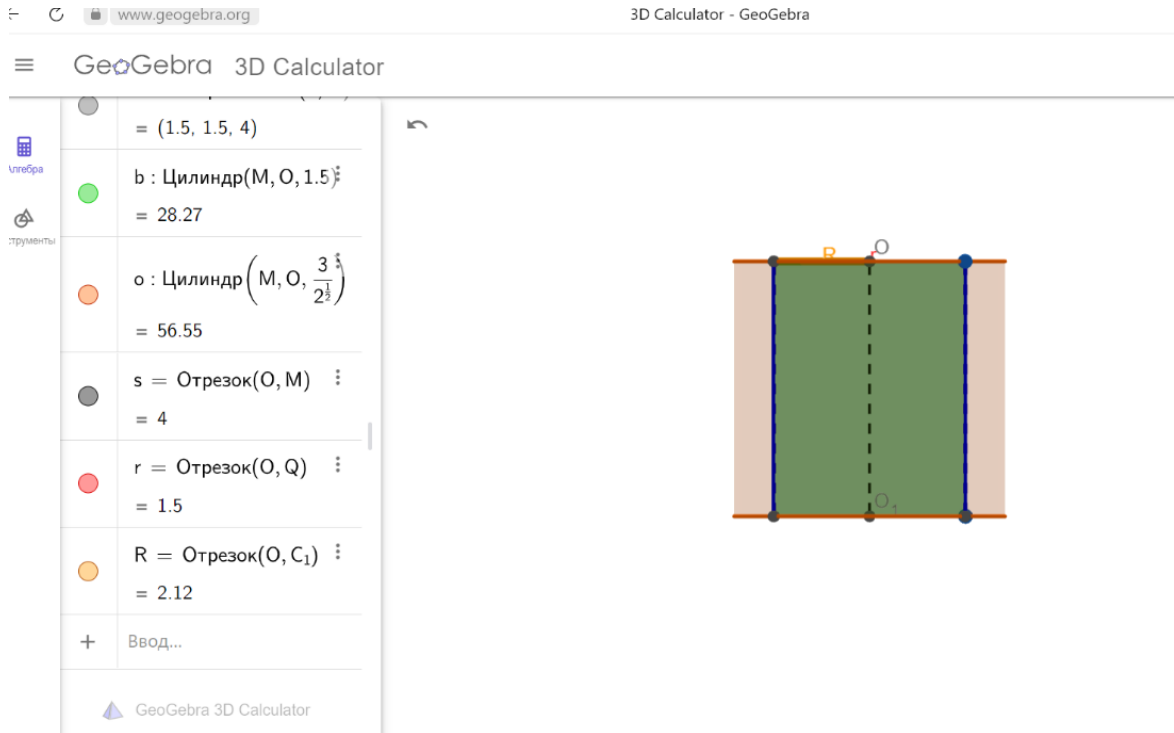 www.geogebra.org
3D Calculator - GeoGebra
GeoGebra 3D Calculator
= (1.5, 1.5, 4)
b : Цилиндр(M, O, 1.5)
= 28.27
o : Цилиндр(M, O, 3/2^{1/2})
= 56.55
s = Отрезок(O, M)
= 4
r = Отрезок(O, Q)
= 1.5
R = Отрезок(O, C₁)
= 2.12
+ Ввод...
GeoGebra 3D Calculator
R
O
O₁